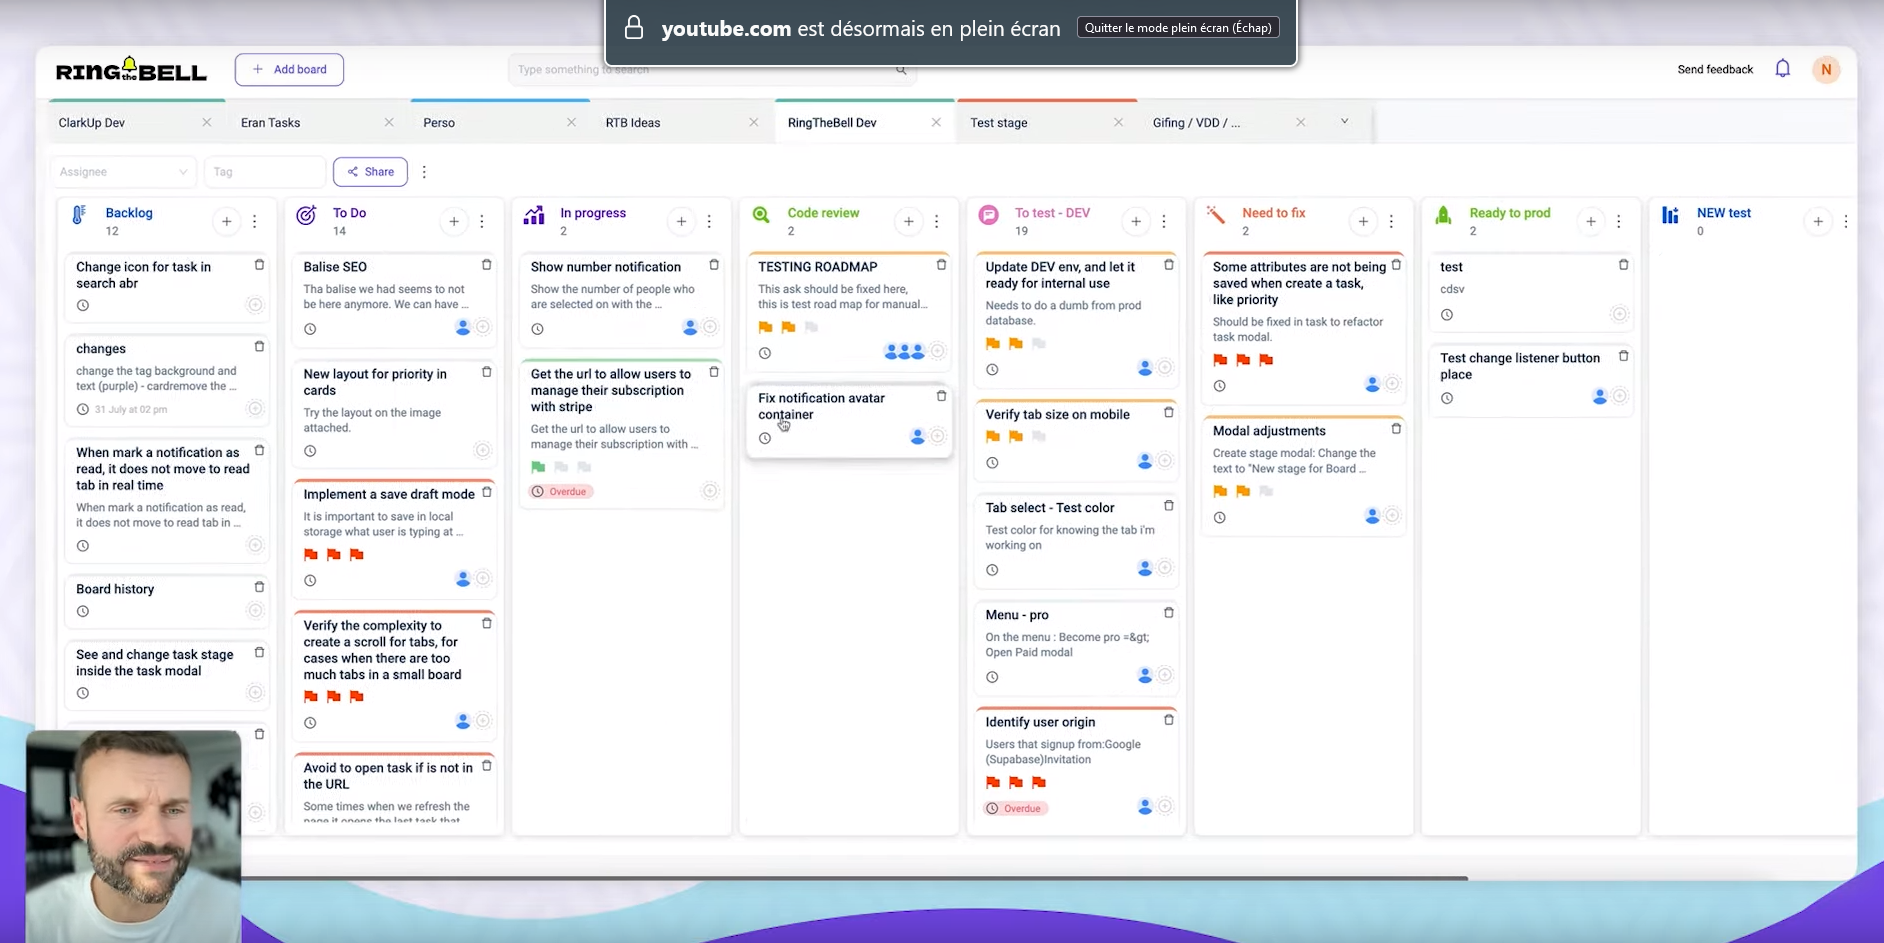 youtube.com est désormais en plein écran
Quitter le mode plein écran (Échap)
RING the BELL
Add board
Type something to search
Send feedback
N
ClarkUp Dev
Eran Tasks
Perso
RTB Ideas
RingTheBell Dev
Test stage
Gifing / VDD / ...
Assignee
Tag
Share
Backlog
12
Change icon for task in
search abr
changes
change the tag background and
text (purple) - cardremove the ...
31 July at 02 pm
When mark a notification as
read, it does not move to read
tab in real time
When mark a notification as read,
it does not move to read tab in ...
Board history
See and change task stage
inside the task modal
To Do
14
Balise SEO
Tha balise we had seems to not
be here anymore. We can have ...
New layout for priority in
cards
Try the layout on the image
attached.
Implement a save draft mode
It is important to save in local
storage what user is typing at ...
Verify the complexity to
create a scroll for tabs, for
cases when there are too
much tabs in a small board
Avoid to open task if is not in
the URL
Some times when we refresh the
page it opens the last task that
In progress
2
Show number notification
Show the number of people who
are selected on with the ...
Get the url to allow users to
manage their subscription
with stripe
Get the url to allow users to
manage their subscription with ...
Overdue
Code review
2
TESTING ROADMAP
This ask should be fixed here,
this is test road map for manual...
Fix notification avatar
container
To test - DEV
19
Update DEV env, and let it
ready for internal use
Needs to do a dumb from prod
database.
Verify tab size on mobile
Tab select - Test color
Test color for knowing the tab i'm
working on
Menu - pro
On the menu : Become pro =&gt;
Open Paid modal
Identify user origin
Users that signup from:Google
(Supabase)Invitation
Overdue
Need to fix
2
Some attributes are not being
saved when create a task,
like priority
Should be fixed in task to refactor
task modal.
Modal adjustments
Create stage modal: Change the
text to "New stage for Board ...
Ready to prod
2
test
cdsv
Test change listener button
place
NEW test
0